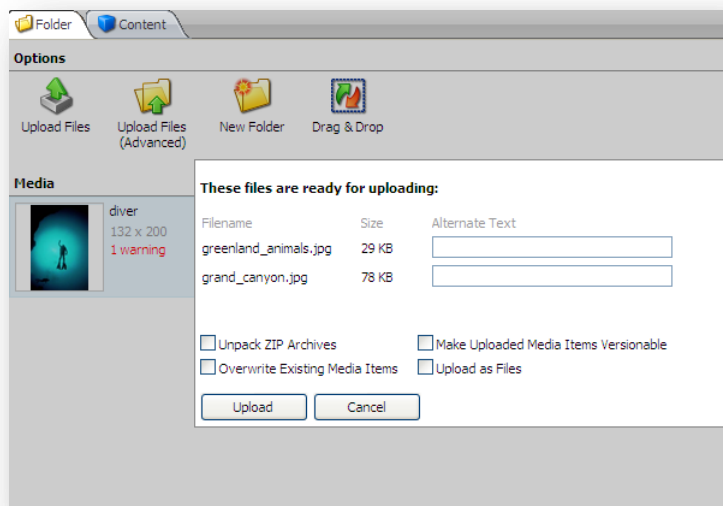 Folder
Content
Options
Upload Files
Upload Files
(Advanced)
New Folder
Drag & Drop
Media
diver
132 x 200
1 warning
These files are ready for uploading:
Filename Size Alternate Text
greenland_animals.jpg 29 KB
grand_canyon.jpg 78 KB
Unpack ZIP Archives Make Uploaded Media Items Versionable
Overwrite Existing Media Items Upload as Files
Upload Cancel